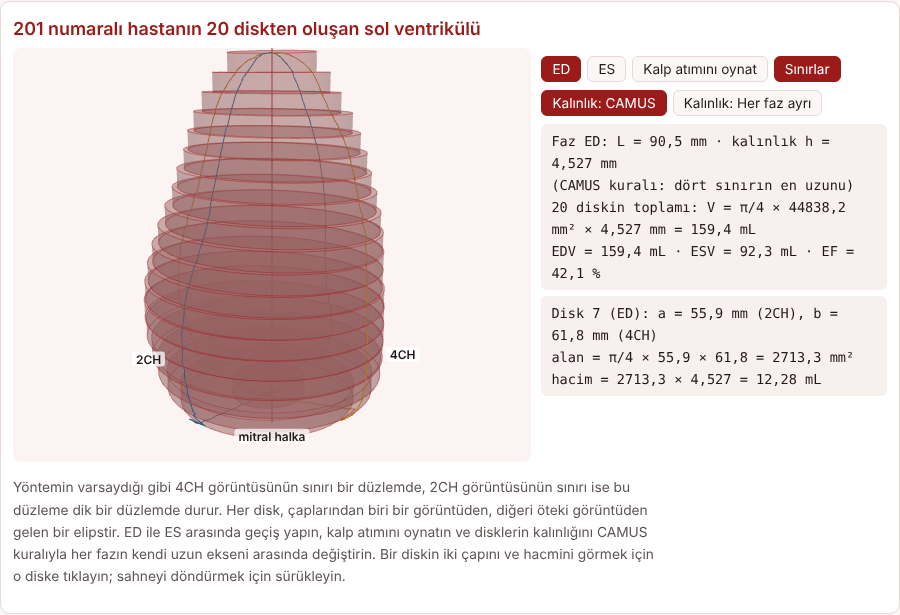 201 numaralı hastanın 20 diskten oluşan sol ventrikülü
ED
ES
Kalp atımını oynat
Sınırlar
Kalınlık: CAMUS
Kalınlık: Her faz ayrı
Faz ED: L = 90,5 mm · kalınlık h =
4,527 mm
(CAMUS kuralı: dört sınırın en uzunu)
20 diskin toplamı: V = π/4 × 44838,2
mm² × 4,527 mm = 159,4 mL
EDV = 159,4 mL · ESV = 92,3 mL · EF =
42,1 %
Disk 7 (ED): a = 55,9 mm (2CH), b =
61,8 mm (4CH)
alan = π/4 × 55,9 × 61,8 = 2713,3 mm²
hacim = 2713,3 × 4,527 = 12,28 mL
2CH
4CH
mitral halka
Yöntemin varsaydığı gibi 4CH görüntüsünün sınırı bir düzlemde, 2CH görüntüsünün sınırı ise bu
düzleme dik bir düzlemde durur. Her disk, çaplarından biri bir görüntüden, diğeri öteki görüntüden
gelen bir elipstir. ED ile ES arasında geçiş yapın, kalp atımını oynatın ve disklerin kalınlığını CAMUS
kuralıyla her fazın kendi uzun ekseni arasında değiştirin. Bir diskin iki çapını ve hacmini görmek için
o diske tıklayın; sahneyi döndürmek için sürükleyin.